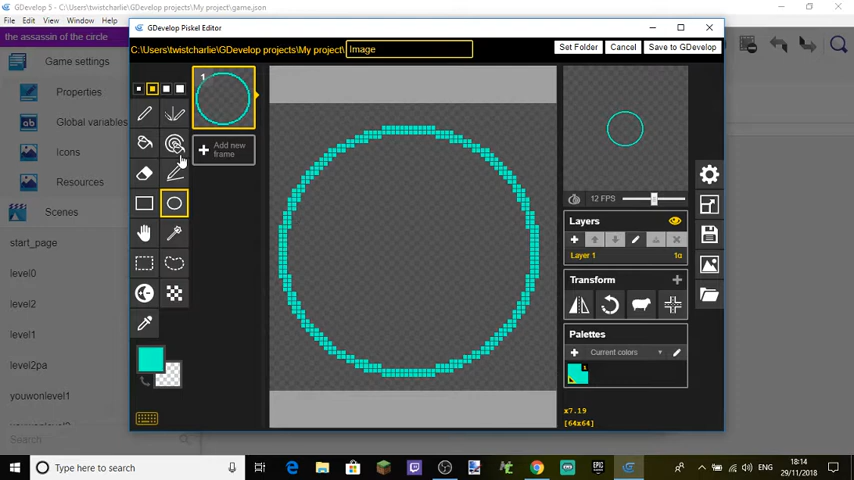 GDevelop 5 - C:\Users\twistcharlie\GDevelop projects\My project\game.json
File Edit View Window Help
the assassin of the circle
Game settings
Properties
Global variables
Icons
Resources
Scenes
start_page
level0
level2
level1
level2pa
youwonlevel1
Search
GDevelop Piskel Editor
C:\Users\twistcharlie\GDevelop projects\My project\ Image
Set Folder
Cancel
Save to GDevelop
1
Add new frame
12 FPS
Layers
Layer 1
1α
Transform
Palettes
Current colors
1
x7.19
[64x64]
Type here to search
ENG
18:14
29/11/2018